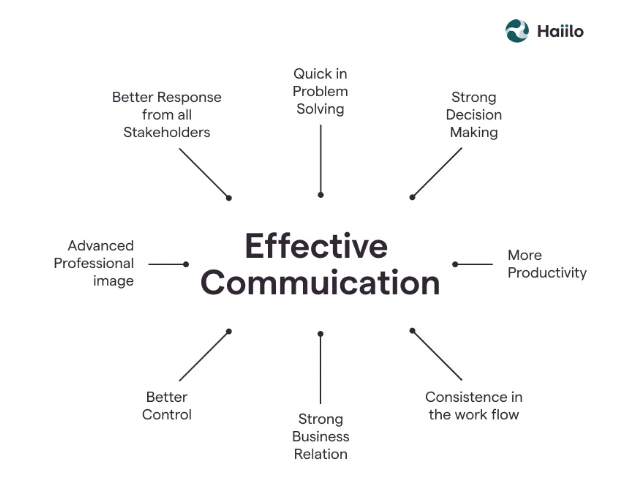 Haiilo
Quick in
Problem
Solving
Better Response
from all
Stakeholders
Strong
Decision
Making
Advanced
Professional
image
Effective
Commuication
More
Productivity
Better
Control
Strong
Business
Relation
Consistence in
the work flow